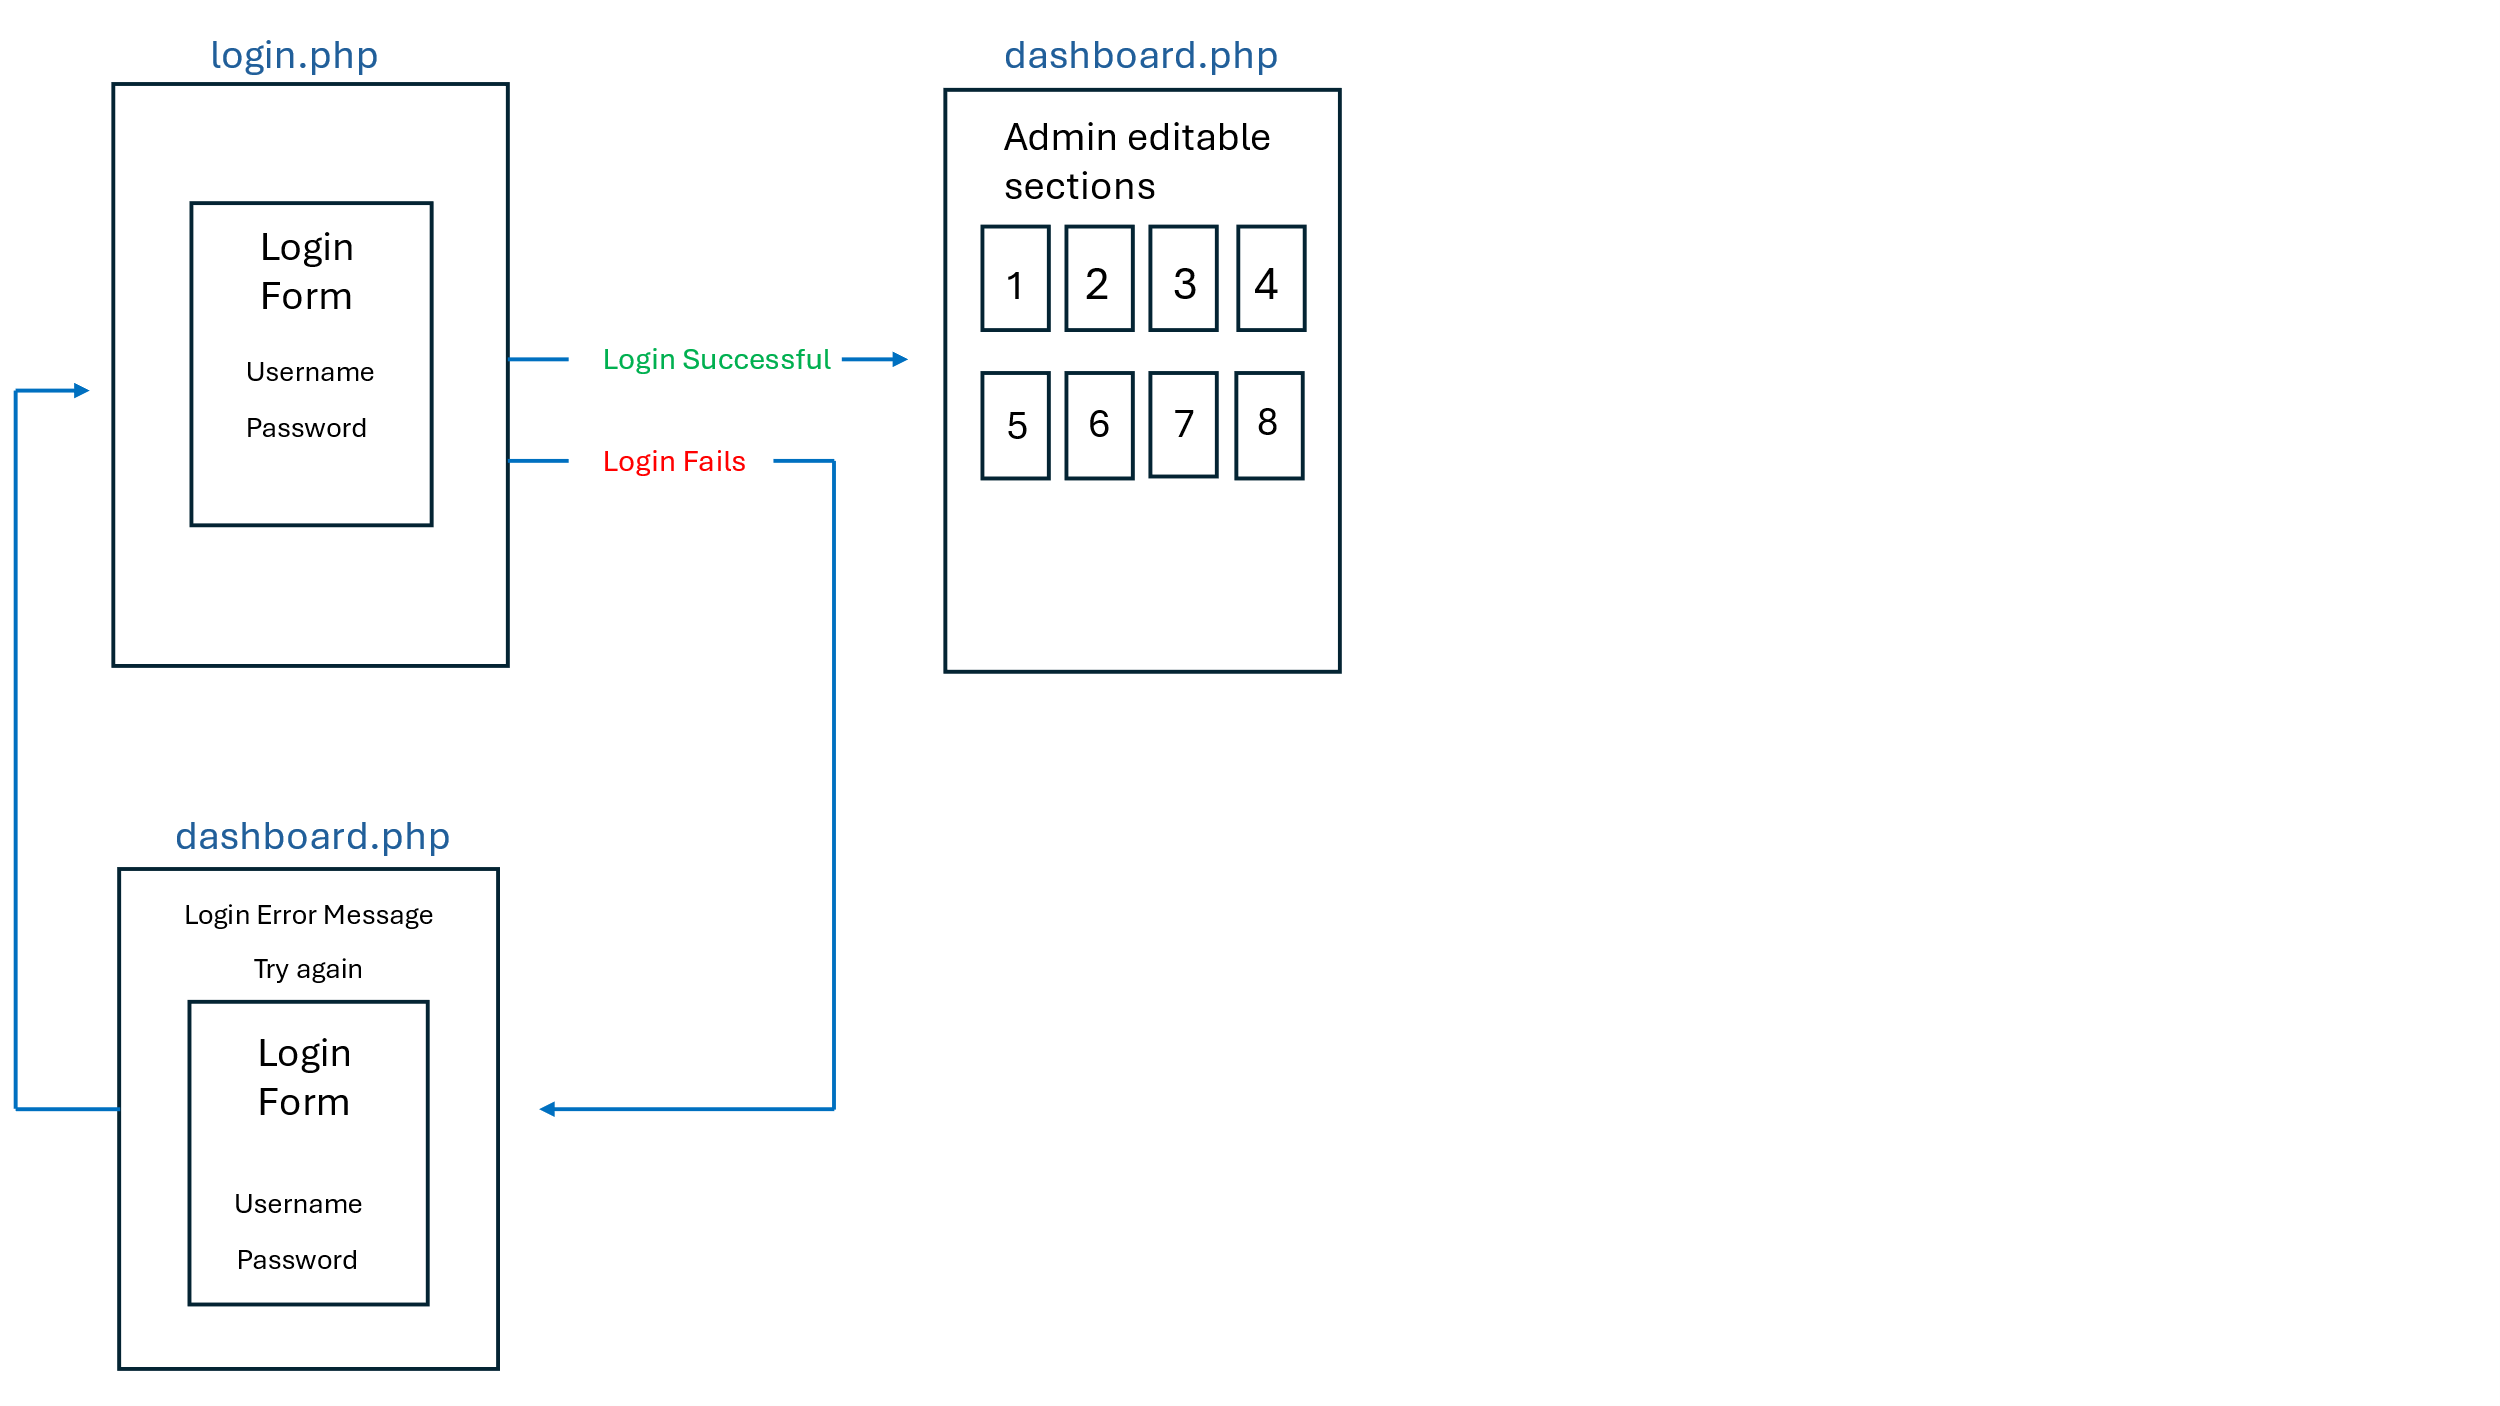 login.php
Login
Form
Username
Password
Login Successful
Login Fails
dashboard.php
Admin editable
sections
1 2 3 4
5 6 7 8
dashboard.php
Login Error Message
Try again
Login
Form
Username
Password